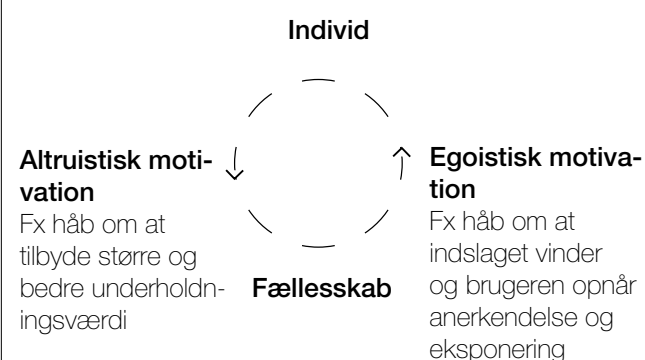 Individ
Altruistisk moti-
vation
Fx håb om at
tilbyde større og
bedre underholdn-
ingsværdi
Egoistisk motiva-
tion
Fx håb om at
indslaget vinder
og brugeren opnår
anerkendelse og
eksponering
Fællesskab